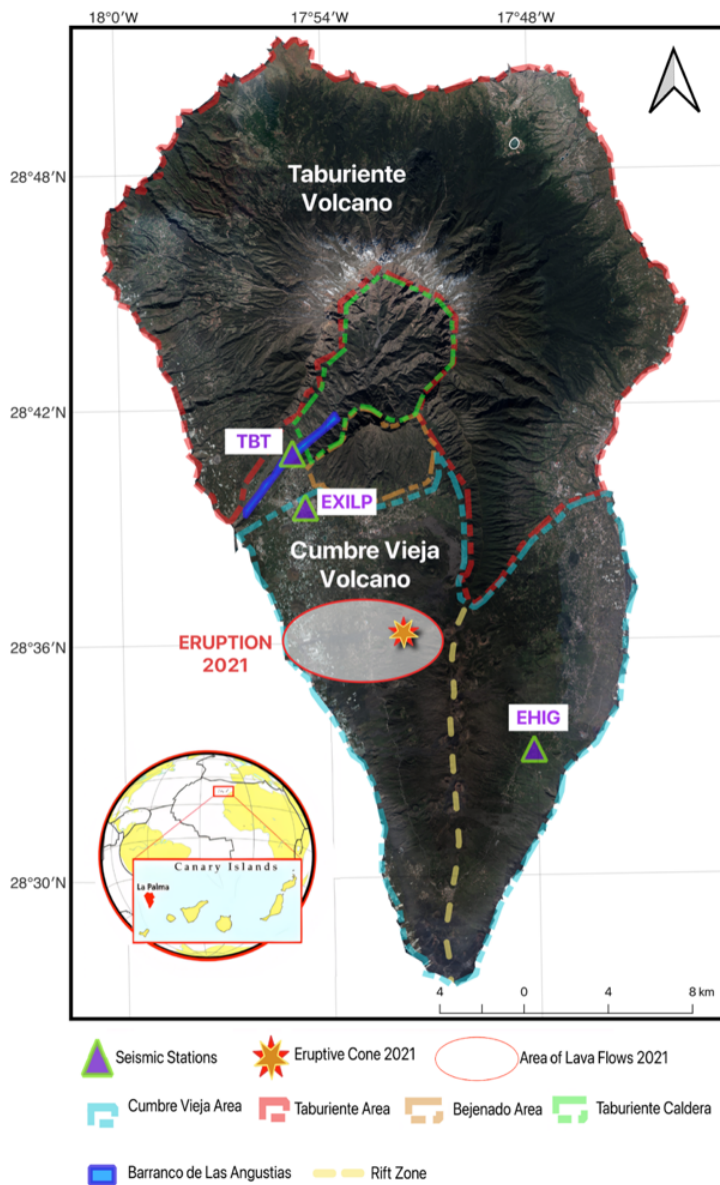 18°0′W 17°54′W 17°48′W
28°48′N
Taburiente
Volcano
28°42′N
TBT
EXILP
Cumbre Vieja
Volcano
28°36′N
ERUPTION
2021
EHIG
28°30′N
Canary Islands
La Palma
4 0 4 8 km
Seismic Stations Eruptive Cone 2021 Area of Lava Flows 2021
Cumbre Vieja Area Taburiente Area Bejenado Area Taburiente Caldera
Barranco de Las Angustias Rift Zone